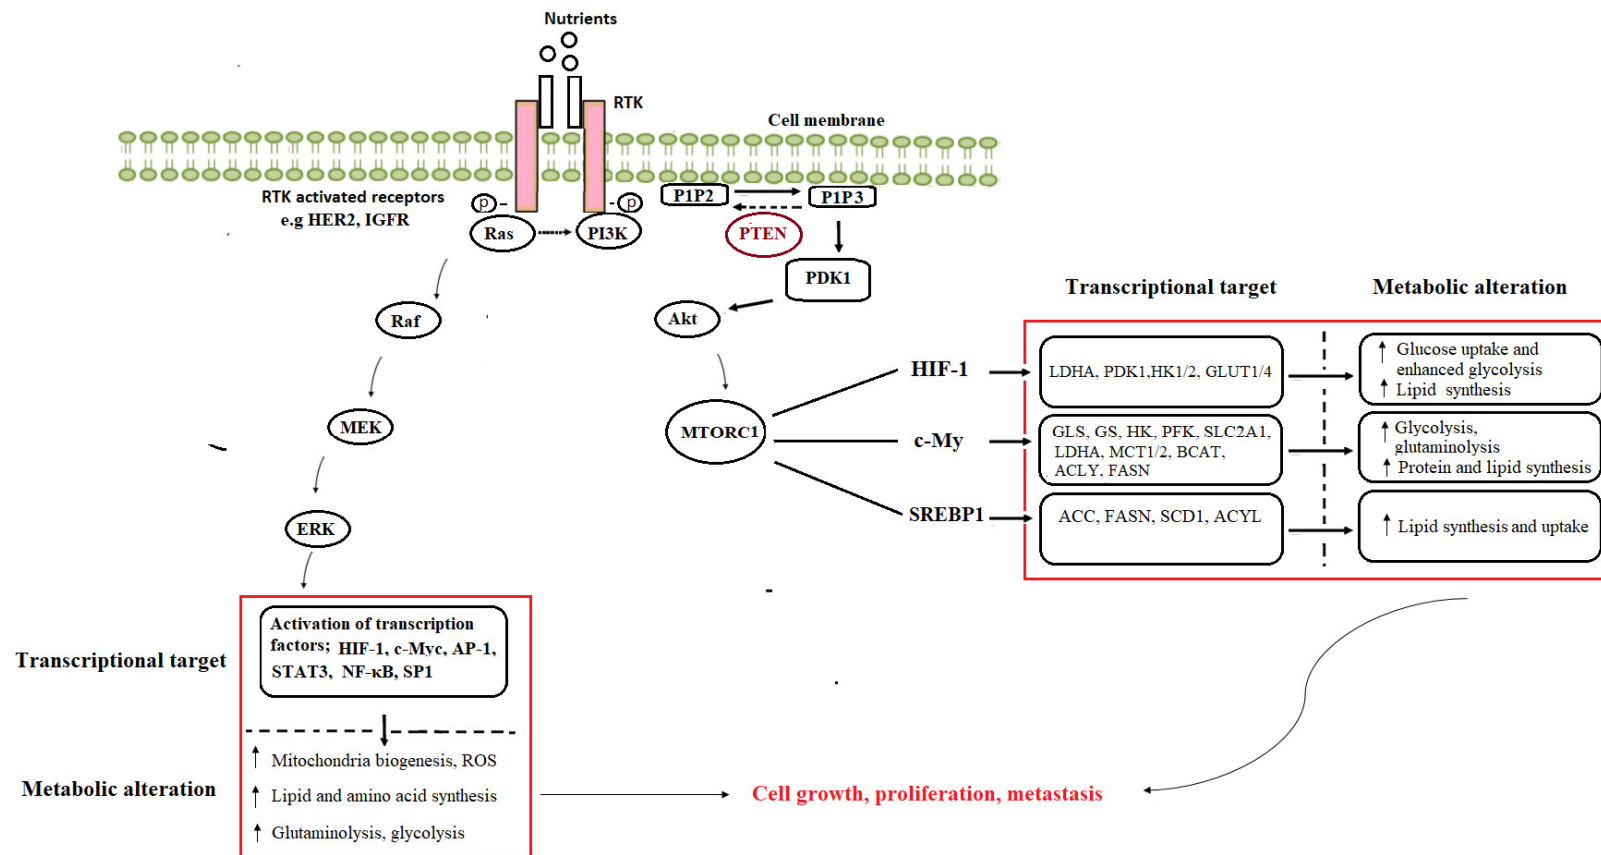 Nutrients
RTK
Cell membrane
RTK activated receptors
e.g HER2, IGFR
p
p
P1P2
P1P3
Ras
PI3K
PTEN
PDK1
Raf
Akt
MEK
MTORC1
ERK
HIF-1
c-My
SREBP1
Transcriptional target
Metabolic alteration
LDHA, PDK1,HK1/2, GLUT1/4
↑ Glucose uptake and
enhanced glycolysis
↑ Lipid synthesis
GLS, GS, HK, PFK, SLC2A1,
LDHA, MCT1/2, BCAT,
ACLY, FASN
↑ Glycolysis,
glutaminolysis
↑ Protein and lipid synthesis
ACC, FASN, SCD1, ACYL
↑ Lipid synthesis and uptake
Transcriptional target
Activation of transcription
factors; HIF-1, c-Myc, AP-1,
STAT3, NF-κB, SP1
Metabolic alteration
↑ Mitochondria biogenesis, ROS
↑ Lipid and amino acid synthesis
↑ Glutaminolysis, glycolysis
Cell growth, proliferation, metastasis